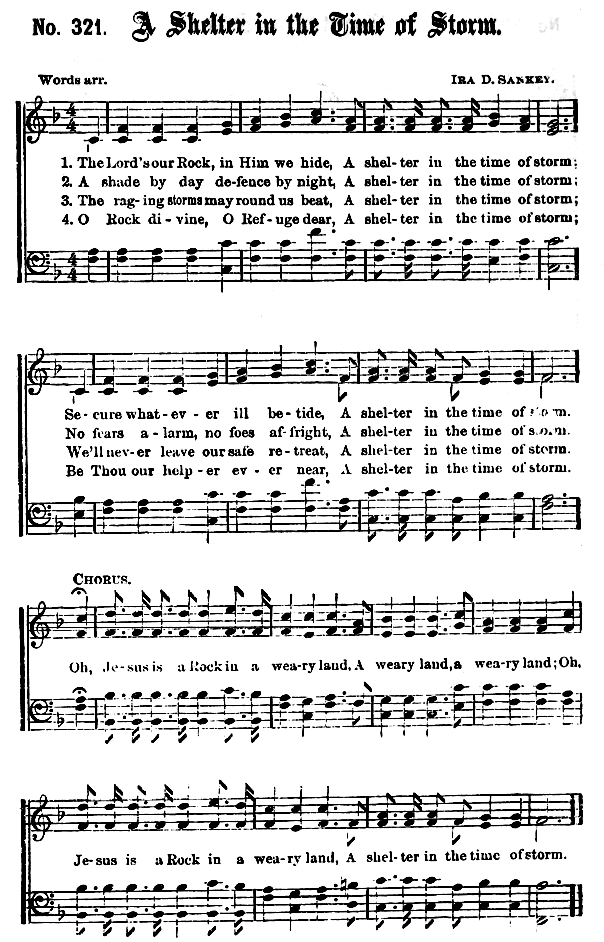 No. 321. A Shelter in the Time of Storm.
Words arr. IRA D. SANKEY.
1. The Lord's our Rock, in Him we hide, A shel-ter in the time of storm;
2. A shade by day de-fence by night, A shel-ter in the time of storm;
3. The rag-ing storms may round us beat, A shel-ter in the time of storm;
4. O Rock di-vine, O Ref-uge dear, A shel-ter in the time of storm;
Se-cure what-ev-er ill be-tide, A shel-ter in the time of storm.
No fears a-larm, no foes af-fright, A shel-ter in the time of storm.
We'll nev-er leave our safe re-treat, A shel-ter in the time of storm.
Be Thou our help-er ev-er near, A shel-ter in the time of storm.
CHORUS.
Oh, Je-sus is a Rock in a wea-ry land, A weary land, a wea-ry land; Oh,
Je-sus is a Rock in a wea-ry land, A shel-ter in the time of storm.